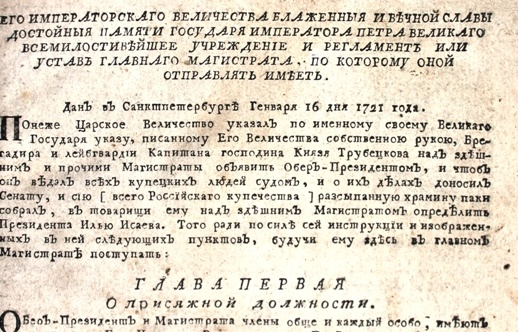 ЕГО ИМПЕРАТОРСКАГО ВЕЛИЧЕСТВА БЛАЖЕННЫЯ И ВѢЧНОЙ СЛАВЫ
ДОСТОЙНЫЯ ПАМЯТИ ГОСУДАРЯ ИМПЕРАТОРА ПЕТРА ВЕЛИКАГО
ВСЕМИЛОСТИВѢЙШЕЕ УЧРЕЖДЕНІЕ И РЕГЛАМЕНТЪ ИЛИ
УСТАВЪ ГЛАВНАГО МАГИСТРАТА. ПО КОТОРОМУ ОНОЙ
ОТПРАВЛЯТЬ ИМѢЕТЪ.
Данъ въ Санктпетербургѣ Генваря 16 дня 1721 года.
Понеже Царское Величество указалъ по именному своему Великаго
Государя указу, писанному Его Величества собственною рукою, Бре-
гадира и лейбгвардіи Капитана господина Князя Трубецкова надъ здѣш-
нимъ и прочими Магистраты объявить Оберъ-Президентомъ, и чтобъ
онъ вѣдалъ всѣхъ купецкихъ людей судомъ, и о ихъ дѣлахъ доносилъ
Сенату, и сію [ всего Россійскаго купечества ] разсыпанную храмину паки
собралъ, въ товарищи ему надъ здѣшнимъ Магистратомъ опредѣлить
Президента Илью Исаева. Того ради по силѣ сей инструкціи и изображен-
ныхъ въ ней слѣдующихъ пунктовъ, будучи ему здѣсь въ главномъ
Магистратѣ поступать:
ГЛАВА ПЕРВАЯ
О присяжной должности.
Оберъ-Президентъ и Магистрата члены обще и каждый особо, имѣютъ